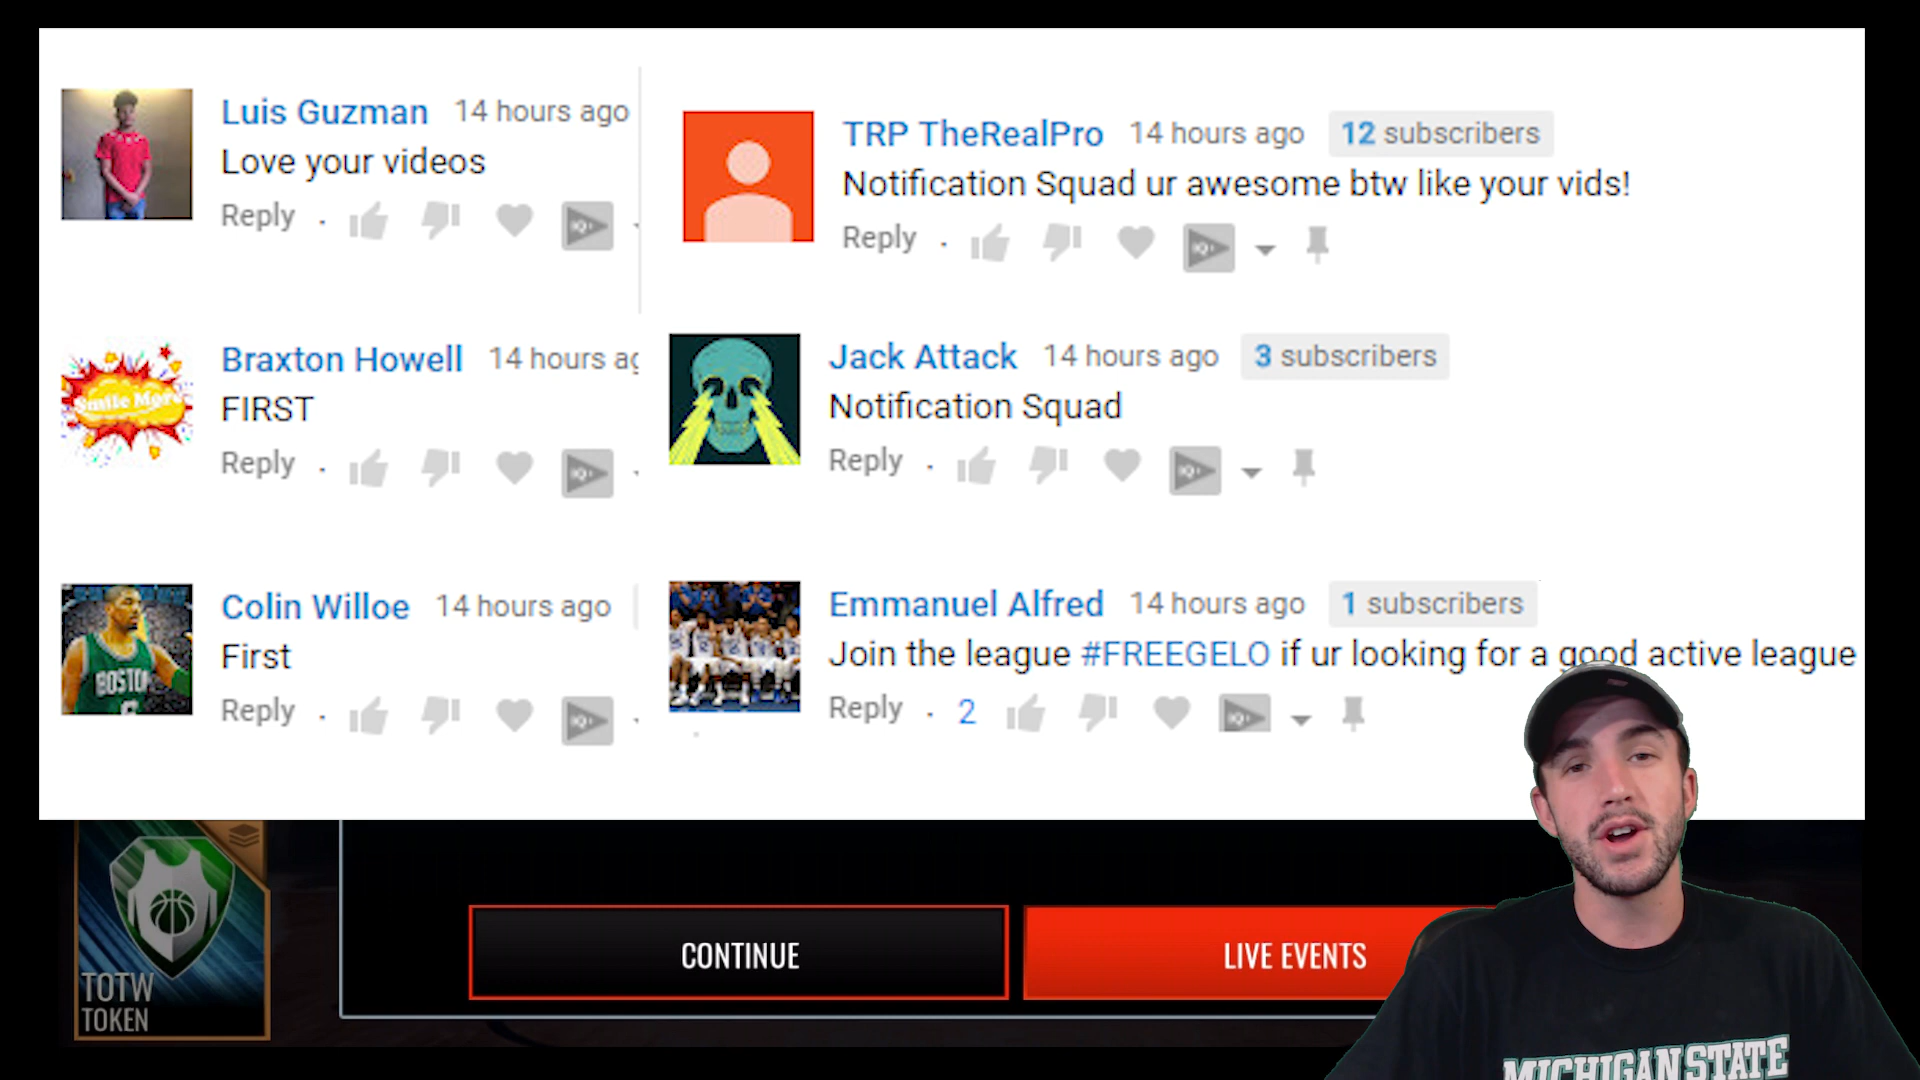 Luis Guzman 14 hours ago
Love your videos
Reply
TRP TheRealPro 14 hours ago 12 subscribers
Notification Squad ur awesome btw like your vids!
Reply
Smile More
Braxton Howell 14 hours ag
FIRST
Reply
Jack Attack 14 hours ago 3 subscribers
Notification Squad
Reply
BOSTON
Colin Willoe 14 hours ago
First
Reply
Emmanuel Alfred 14 hours ago 1 subscribers
Join the league #FREEGELO if ur looking for a good active league
Reply 2
TOTW
TOKEN
CONTINUE
LIVE EVENTS
MICHIGAN STATE